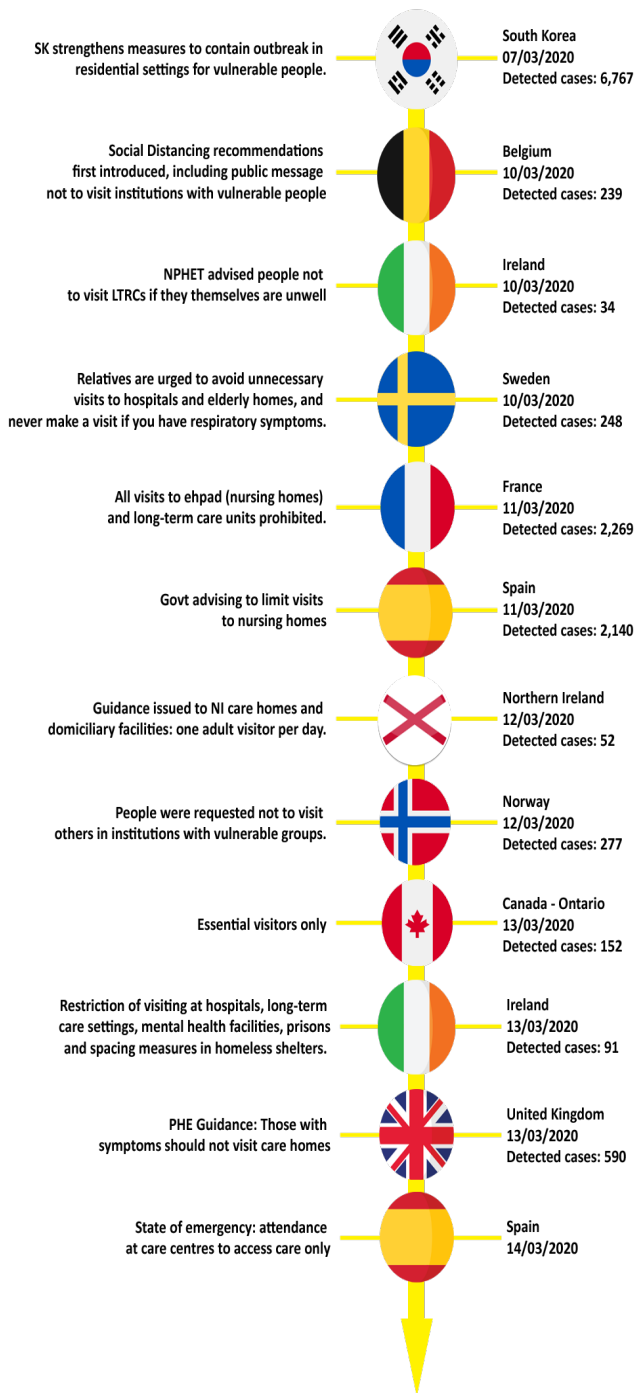 SK strengthens measures to contain outbreak in
residential settings for vulnerable people.
South Korea
07/03/2020
Detected cases: 6,767
Social Distancing recommendations
first introduced, including public message
not to visit institutions with vulnerable people
Belgium
10/03/2020
Detected cases: 239
NPHET advised people not
to visit LTRCs if they themselves are unwell
Ireland
10/03/2020
Detected cases: 34
Relatives are urged to avoid unnecessary
visits to hospitals and elderly homes, and
never make a visit if you have respiratory symptoms.
Sweden
10/03/2020
Detected cases: 248
All visits to ehpad (nursing homes)
and long-term care units prohibited.
France
11/03/2020
Detected cases: 2,269
Govt advising to limit visits
to nursing homes
Spain
11/03/2020
Detected cases: 2,140
Guidance issued to NI care homes and
domiciliary facilities: one adult visitor per day.
Northern Ireland
12/03/2020
Detected cases: 52
People were requested not to visit
others in institutions with vulnerable groups.
Norway
12/03/2020
Detected cases: 277
Essential visitors only
Canada - Ontario
13/03/2020
Detected cases: 152
Restriction of visiting at hospitals, long-term
care settings, mental health facilities, prisons
and spacing measures in homeless shelters.
Ireland
13/03/2020
Detected cases: 91
PHE Guidance: Those with
symptoms should not visit care homes
United Kingdom
13/03/2020
Detected cases: 590
State of emergency: attendance
at care centres to access care only
Spain
14/03/2020